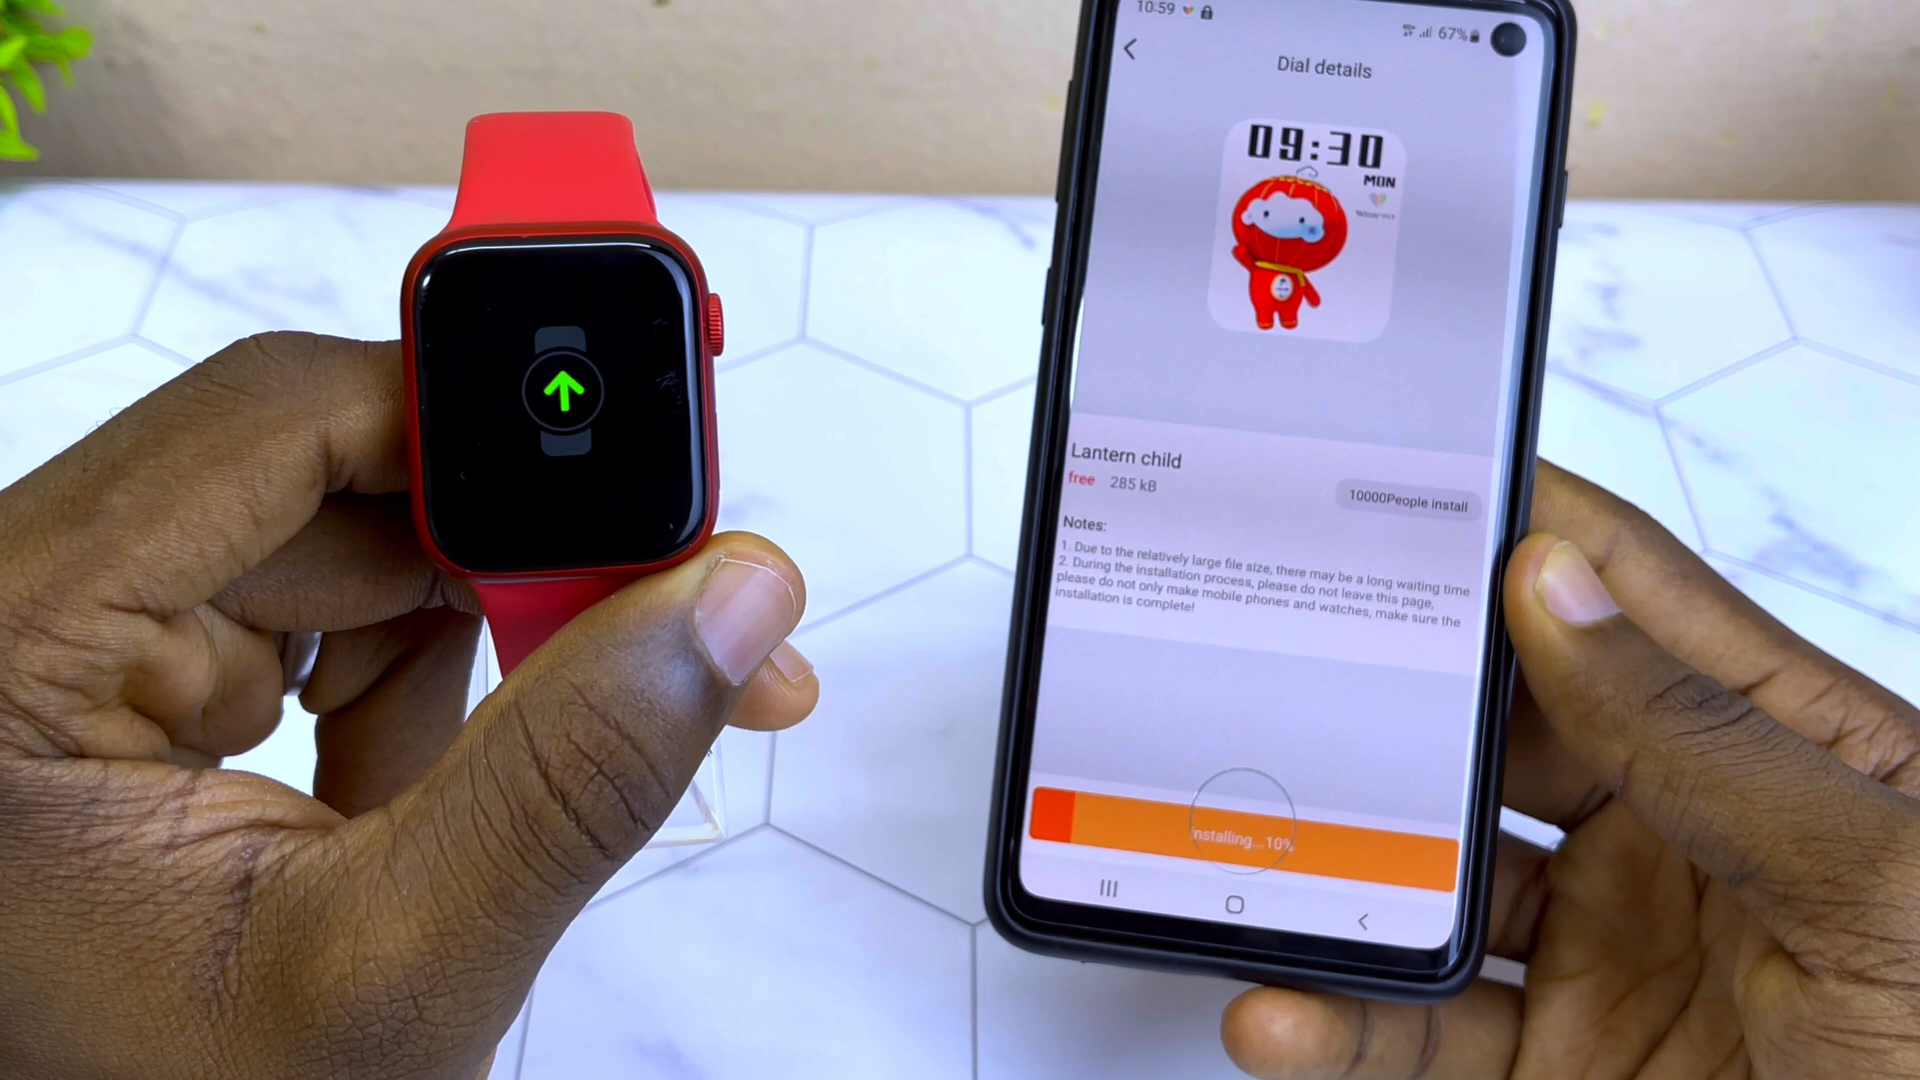 10:59
67%
Dial details
09:30
MON
Lantern child
free 285 kB
10000People install
Notes:
1. Due to the relatively large file size, there may be a long waiting time
2. During the installation process, please do not leave this page,
please do not only make mobile phones and watches, make sure the
installation is complete!
nstalling...10%